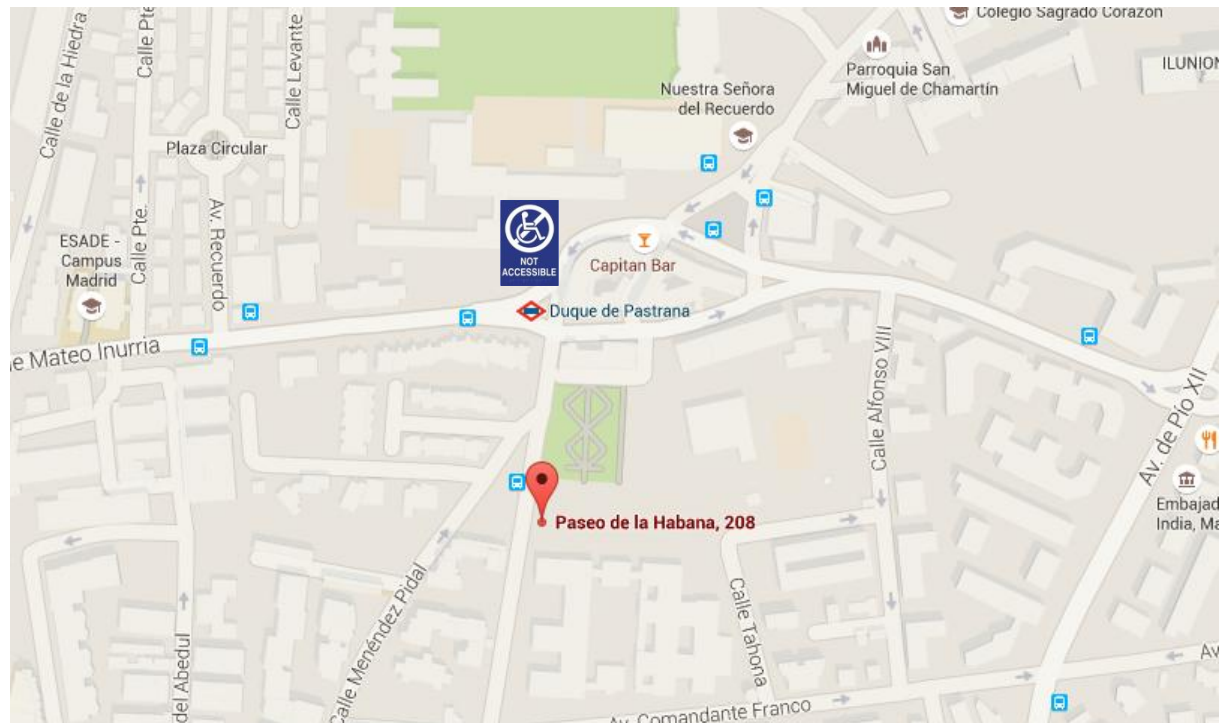 Colegio Sagrado Corazón
Parroquia San
Miguel de Chamartín
ILUNION
Nuestra Señora
del Recuerdo
Calle de la Hiedra
Calle Pte
Calle Levante
Plaza Circular
Calle Pte.
Av. Recuerdo
ESADE -
Campus
Madrid
NOT
ACCESSIBLE
Capitan Bar
Duque de Pastrana
e Mateo Inurria
Calle Alfonso VIII
Av. de Pío XII
Embajad
India, Ma
Paseo de la Habana, 208
Calle Menéndez Pidal
Calle Tahona
del Abedul
Av. Comandante Franco
Av